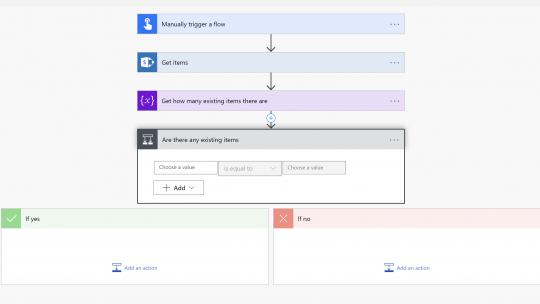 Manually trigger a flow
Get items
{x} Get how many existing items there are
Are there any existing items
Choose a value is equal to Choose a value
Add
If yes
If no
Add an action
Add an action